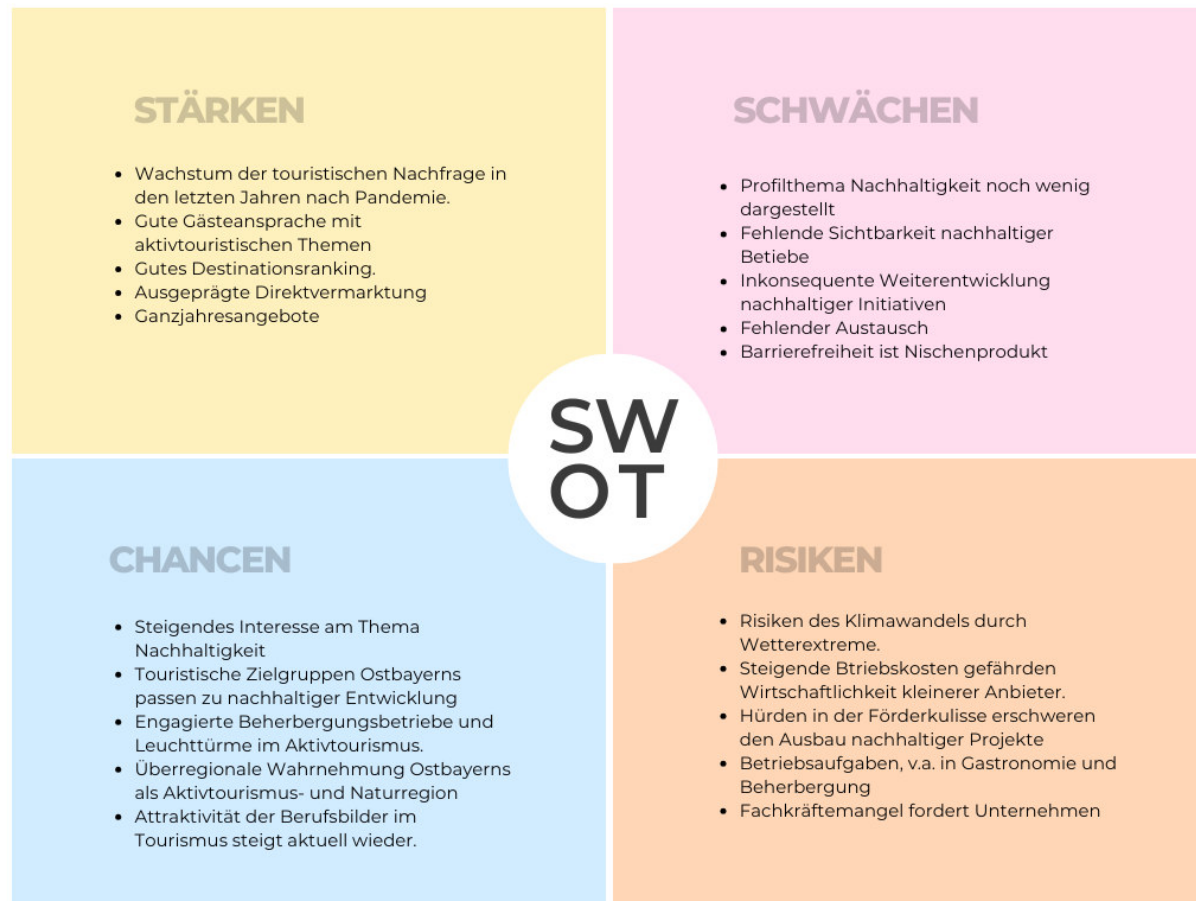 STÄRKEN
• Wachstum der touristischen Nachfrage in
den letzten Jahren nach Pandemie.
• Gute Gästeansprache mit
aktivtouristischen Themen
• Gutes Destinationsranking.
• Ausgeprägte Direktvermarktung
• Ganzjahresangebote
SCHWÄCHEN
• Profilthema Nachhaltigkeit noch wenig
dargestellt
• Fehlende Sichtbarkeit nachhaltiger
Betiebe
• Inkonsequente Weiterentwicklung
nachhaltiger Initiativen
• Fehlender Austausch
• Barrierefreiheit ist Nischenprodukt
SW
OT
CHANCEN
• Steigendes Interesse am Thema
Nachhaltigkeit
• Touristische Zielgruppen Ostbayerns
passen zu nachhaltiger Entwicklung
• Engagierte Beherbergungsbetriebe und
Leuchttürme im Aktivtourismus.
• Überregionale Wahrnehmung Ostbayerns
als Aktivtourismus- und Naturregion
• Attraktivität der Berufsbilder im
Tourismus steigt aktuell wieder.
RISIKEN
• Risiken des Klimawandels durch
Wetterextreme.
• Steigende Btriebskosten gefährden
Wirtschaftlichkeit kleinerer Anbieter.
• Hürden in der Förderkulisse erschweren
den Ausbau nachhaltiger Projekte
• Betriebsaufgaben, v.a. in Gastronomie und
Beherbergung
• Fachkräftemangel fordert Unternehmen